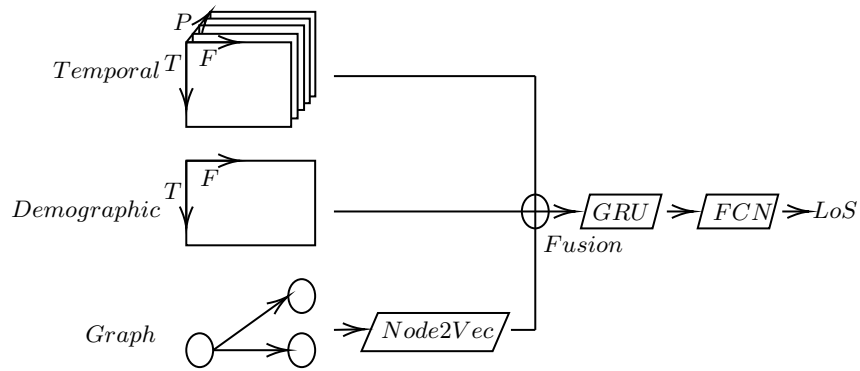 P
F
T
Temporal
F
T
Demographic
GRU
FCN
LoS
Fusion
Graph
Node2Vec